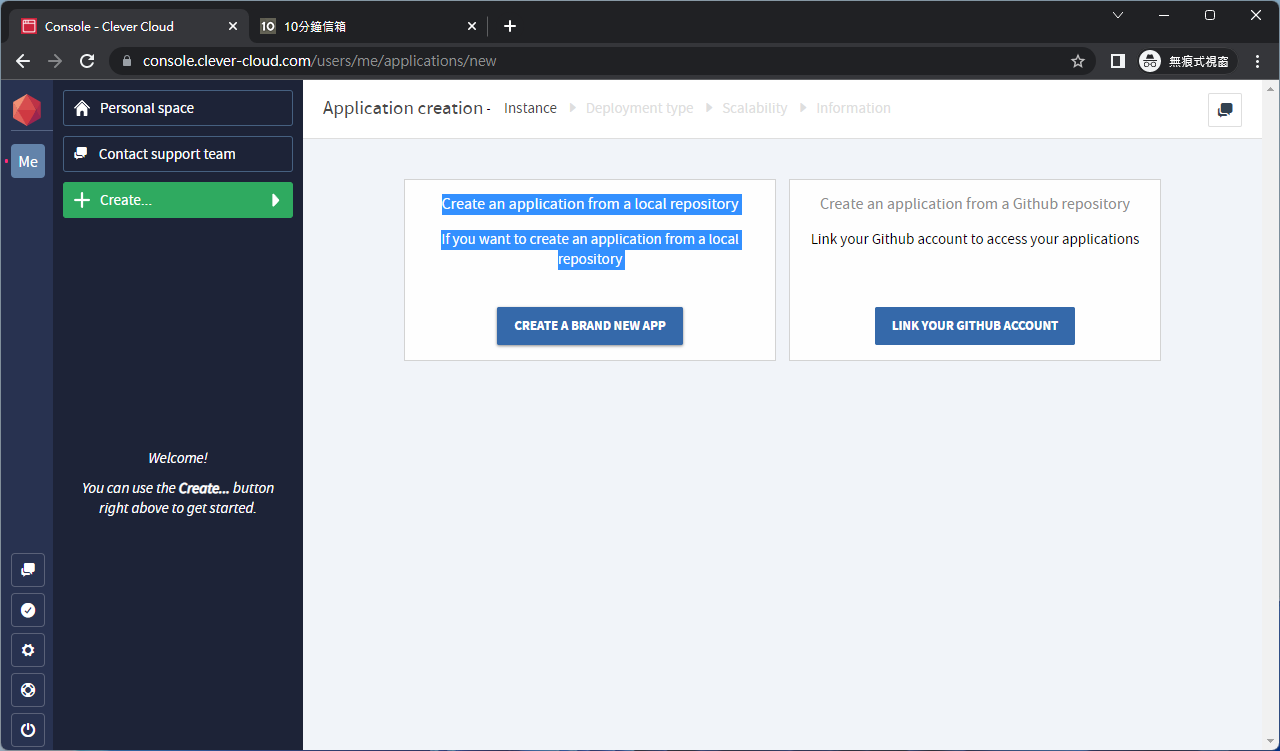 Console - Clever Cloud
10 10分鐘信箱
console.clever-cloud.com/users/me/applications/new
無痕式視窗
Me
Personal space
Contact support team
Create...
Welcome!
You can use the Create... button
right above to get started.
Application creation - Instance Deployment type Scalability Information
Create an application from a local repository
If you want to create an application from a local
repository
CREATE A BRAND NEW APP
Create an application from a Github repository
Link your Github account to access your applications
LINK YOUR GITHUB ACCOUNT